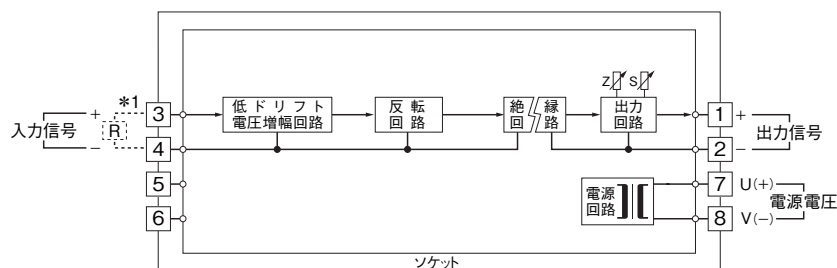 入力信号
+
−
*1
R
3
4
5
6
低ドリフト
電圧増幅回路
反転
回路
絶縁
回路
Z
S
出力
回路
電源
回路
1
2
7
8
+
−
出力信号
U(+)
V(−)
電源電圧
ソケット